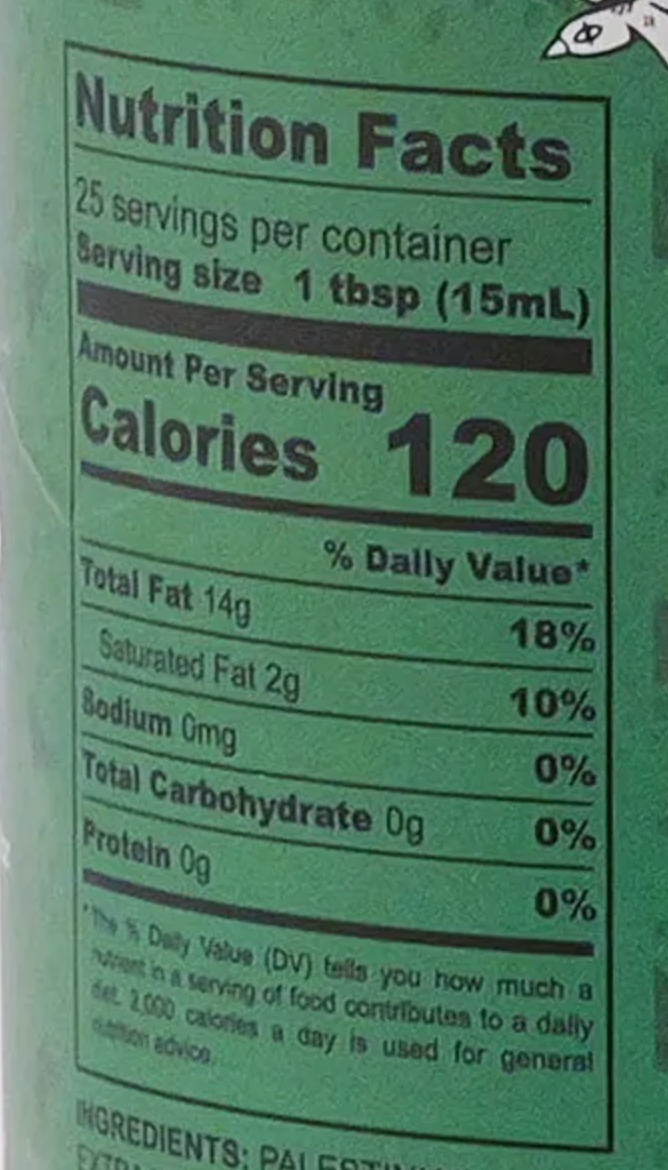 Nutrition Facts
25 servings per container
Serving size 1 tbsp (15mL)
Amount Per Serving
Calories 120
% Daily Value*
Total Fat 14g 18%
Saturated Fat 2g 10%
Sodium 0mg 0%
Total Carbohydrate 0g 0%
Protein 0g 0%
*The % Daily Value (DV) tells you how much a
nutrient in a serving of food contributes to a daily
diet. 2,000 calories a day is used for general
nutrition advice.
INGREDIENTS: